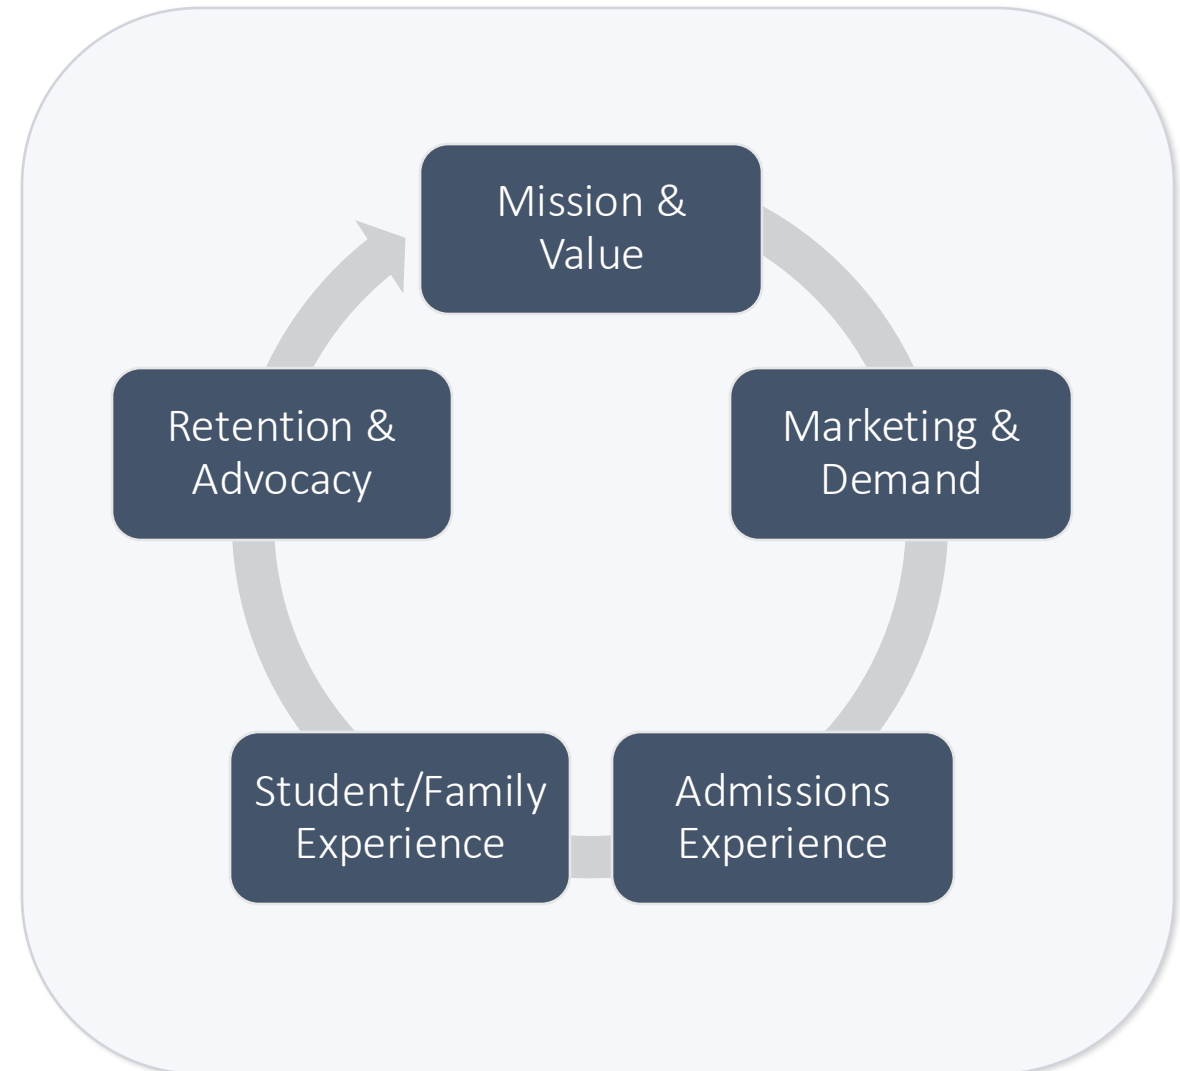 Mission &
Value
Marketing &
Demand
Admissions
Experience
Student/Family
Experience
Retention &
Advocacy